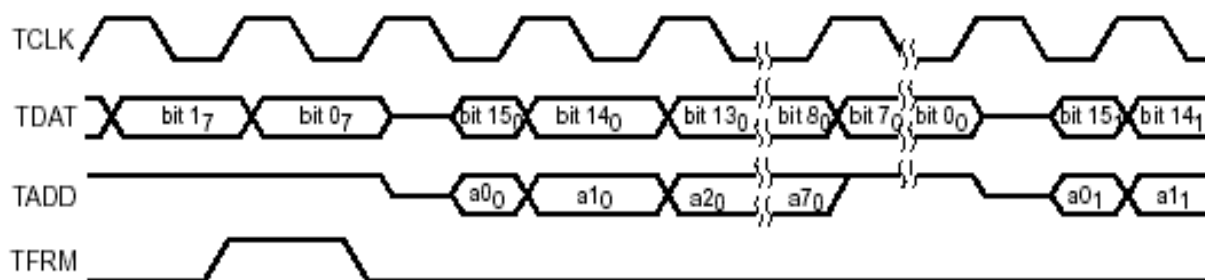 TCLK
TDAT bit 1₇ bit 0₇ bit 15₀ bit 14₀ bit 13₀ bit 8₀ bit 7₀ bit 0₀ bit 15₁ bit 14₁
TADD a0₀ a1₀ a2₀ a7₀ a0₁ a1₁
TFRM